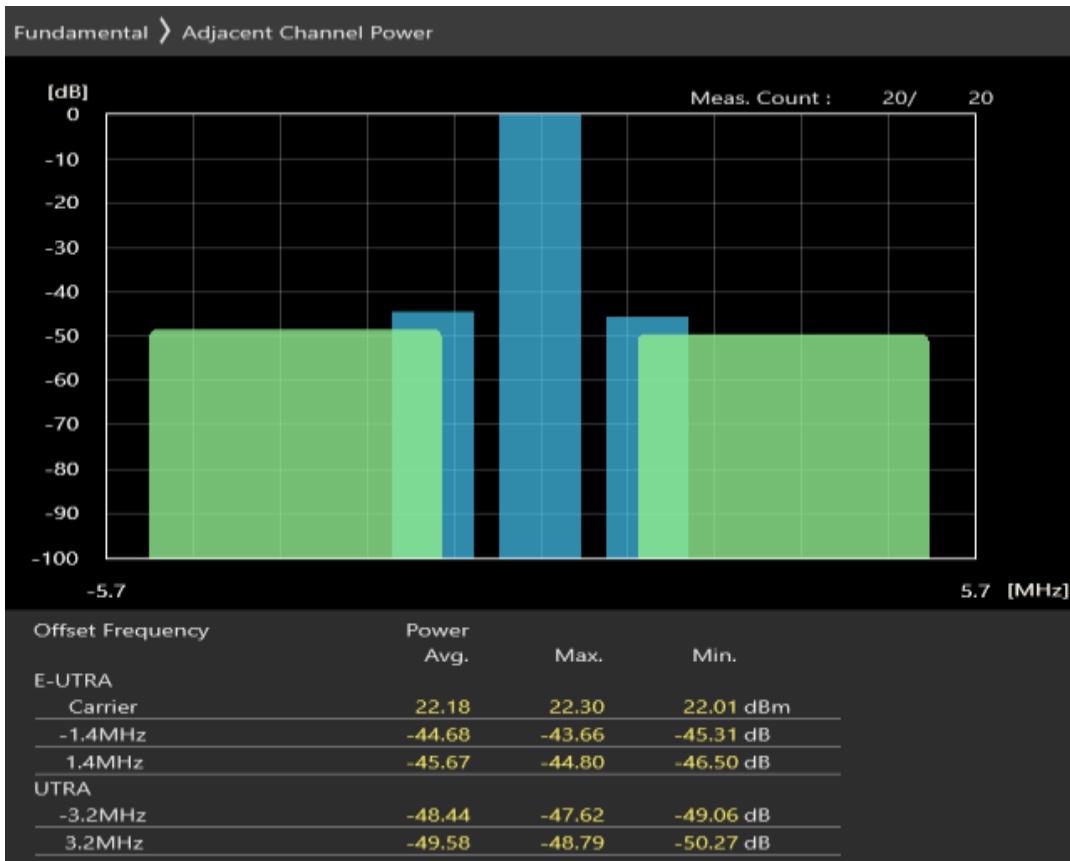 Fundamental 〉 Adjacent Channel Power
[dB]
Meas. Count : 20/ 20
0
-10
-20
-30
-40
-50
-60
-70
-80
-90
-100
-5.7 5.7 [MHz]
Offset Frequency Power
Avg. Max. Min.
E-UTRA
Carrier 22.18 22.30 22.01 dBm
-1.4MHz -44.68 -43.66 -45.31 dB
1.4MHz -45.67 -44.80 -46.50 dB
UTRA
-3.2MHz -48.44 -47.62 -49.06 dB
3.2MHz -49.58 -48.79 -50.27 dB